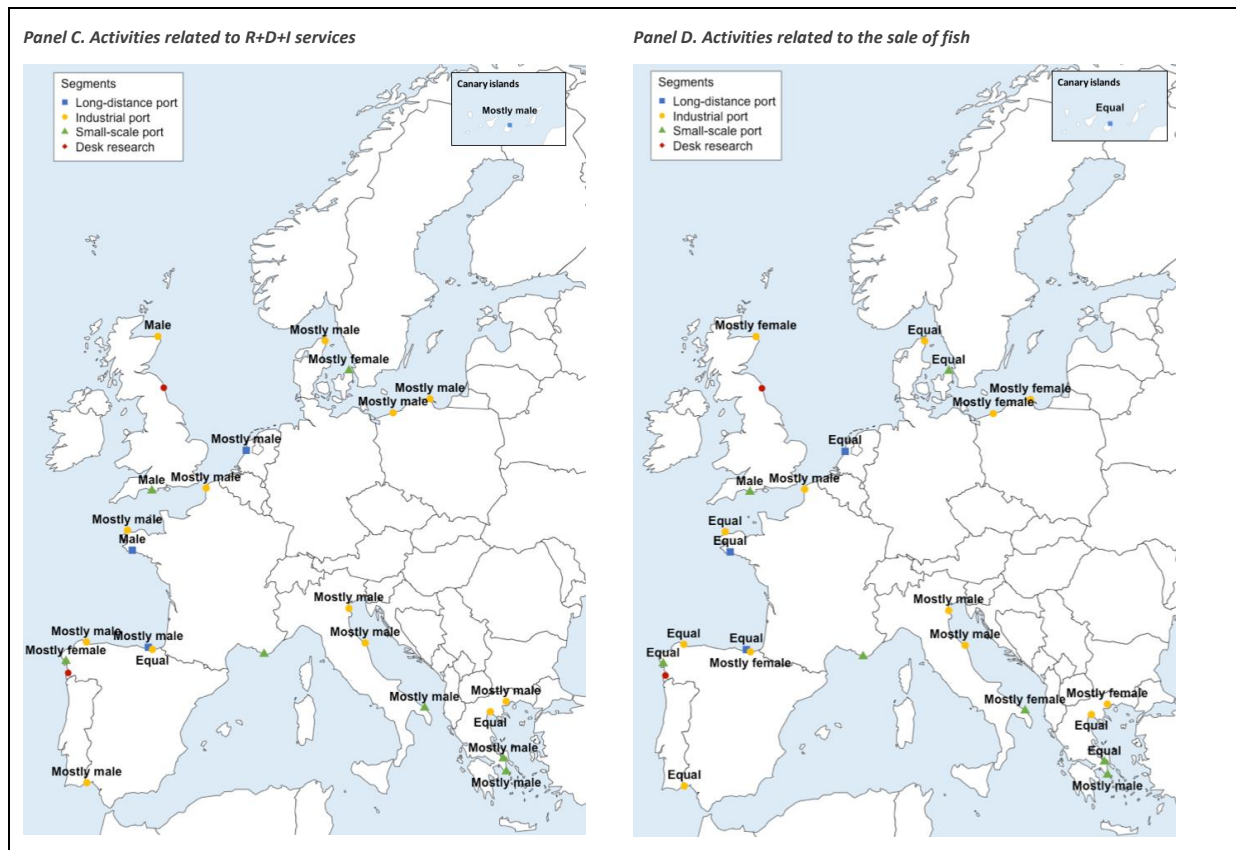 Panel C. Activities related to R+D+I services
Segments
Long-distance port
Industrial port
Small-scale port
Desk research
Canary islands
Mostly male
Male
Mostly male
Mostly female
Mostly male
Mostly male
Mostly male
Male
Mostly male
Mostly male
Male
Mostly male
Mostly male
Mostly male
Mostly male
Equal
Mostly female
Mostly male
Mostly male
Equal
Mostly male
Mostly male
Mostly male
Panel D. Activities related to the sale of fish
Segments
Long-distance port
Industrial port
Small-scale port
Desk research
Canary islands
Equal
Mostly female
Equal
Equal
Mostly female
Mostly female
Equal
Male
Mostly male
Equal
Equal
Mostly male
Mostly male
Equal
Equal
Mostly female
Equal
Mostly female
Mostly female
Equal
Equal
Mostly male
Equal